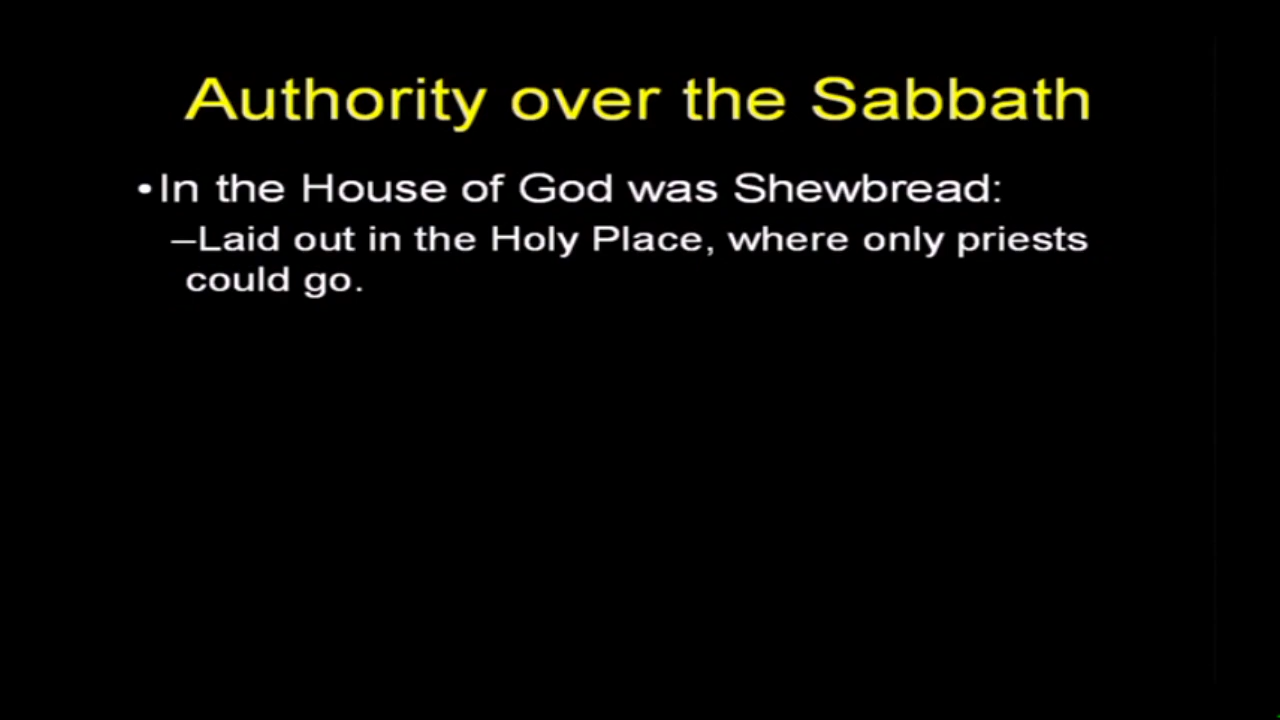 Authority over the Sabbath
•In the House of God was Shewbread:
–Laid out in the Holy Place, where only priests
could go.